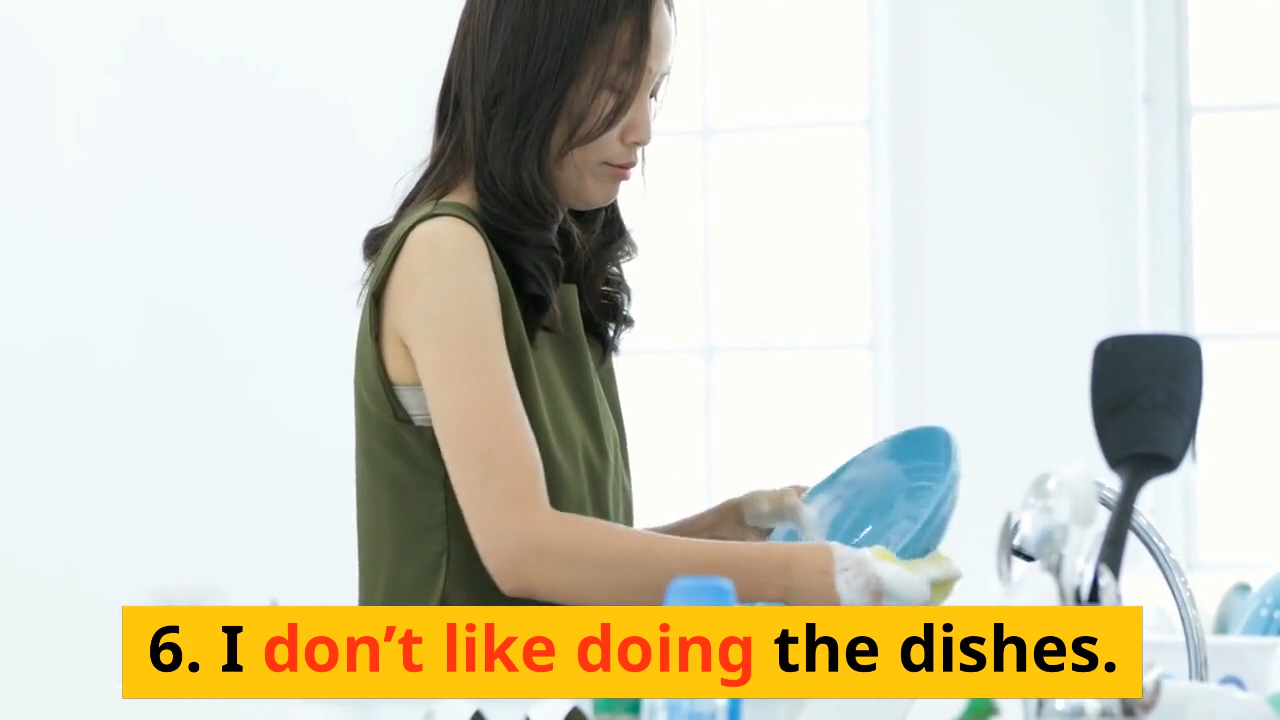 6. I don’t like doing the dishes.